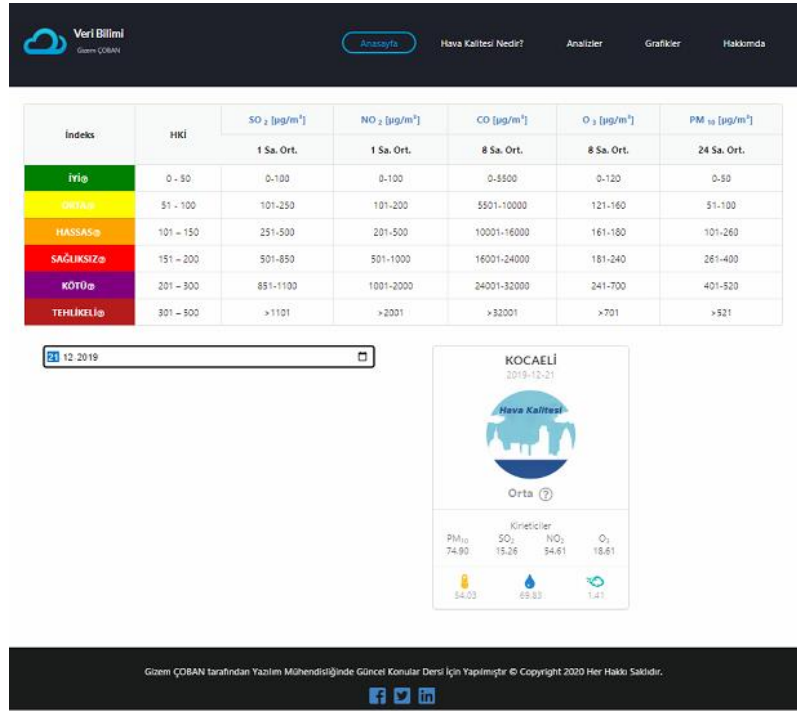 Veri Bilimi
Gizem ÇOBAN
Anasayfa Hava Kalitesi Nedir? Analizler Grafikler Hakkımda
İndeks HKİ SO 2 [µg/m³] NO 2 [µg/m³] CO [µg/m³] O 3 [µg/m³] PM 10 [µg/m³]
1 Sa. Ort. 1 Sa. Ort. 8 Sa. Ort. 8 Sa. Ort. 24 Sa. Ort.
İYİ 0 - 50 0-100 0-100 0-5500 0-120 0-50
ORTA 51 - 100 101-250 101-200 5501-10000 121-160 51-100
HASSAS 101 – 150 251-500 201-500 10001-16000 161-180 101-260
SAĞLIKSIZ 151 – 200 501-850 501-1000 16001-24000 181-240 261-400
KÖTÜ 201 – 300 851-1100 1001-2000 24001-32000 241-700 401-520
TEHLİKELİ 301 – 500 >1101 >2001 >32001 >701 >521
21 12 2019
KOCAELİ
2019-12-21
Hava Kalitesi
Orta ?
Kirleticiler
PM10 SO2 NO2 O3
74.90 15.26 54.61 18.61
54.03 69.83 1.41
Gizem ÇOBAN tarafından Yazılım Mühendisliğinde Güncel Konular Dersi İçin Yapılmıştır © Copyright 2020 Her Hakkı Saklıdır.